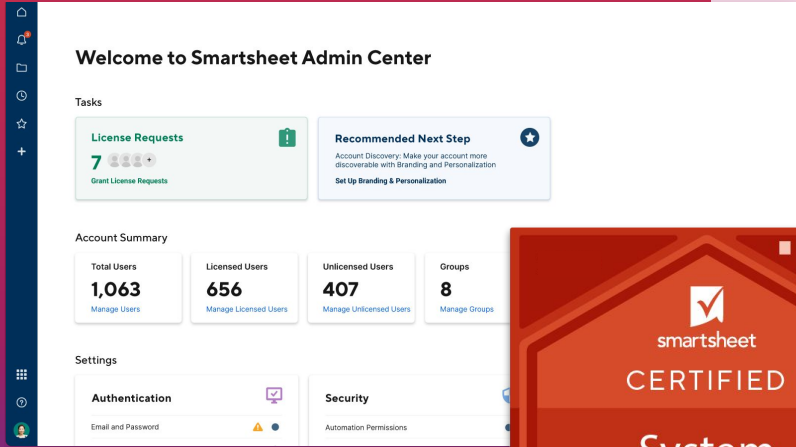 Welcome to Smartsheet Admin Center
Tasks
License Requests
7
+
Grant License Requests
Recommended Next Step
Account Discovery: Make your account more
discoverable with Branding and Personalization
Set Up Branding & Personalization
Account Summary
Total Users
1,063
Manage Users
Licensed Users
656
Manage Licensed Users
Unlicensed Users
407
Manage Unlicensed Users
Groups
8
Manage Groups
Settings
Authentication
Email and Password
Security
Automation Permissions
smartsheet
CERTIFIED
System